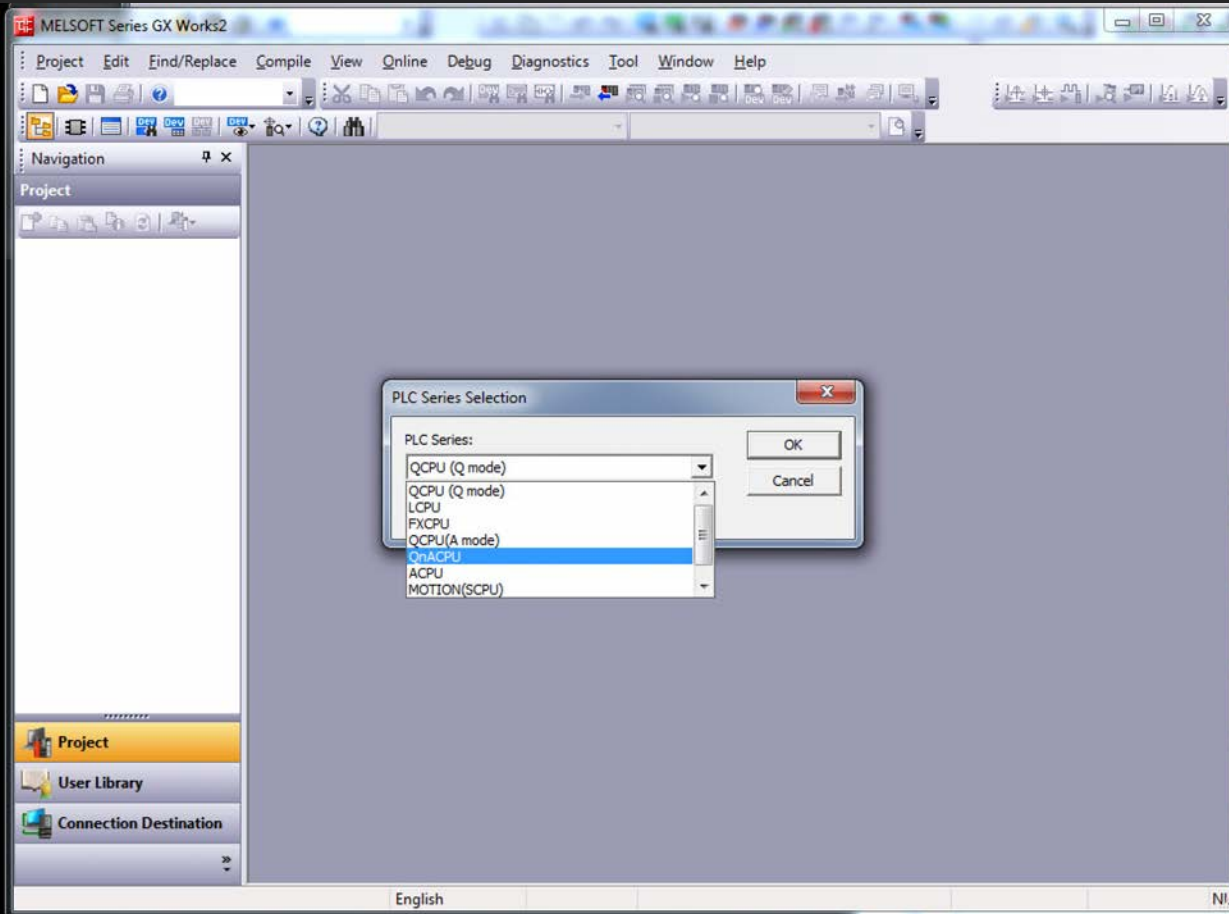 MELSOFT Series GX Works2
Project Edit Find/Replace Compile View Online Debug Diagnostics Tool Window Help
Navigation
Project
PLC Series Selection
PLC Series:
OK
QCPU (Q mode)
Cancel
QCPU (Q mode)
LCPU
FXCPU
QCPU(A mode)
QnACPU
ACPU
MOTION(SCPU)
Project
User Library
Connection Destination
English